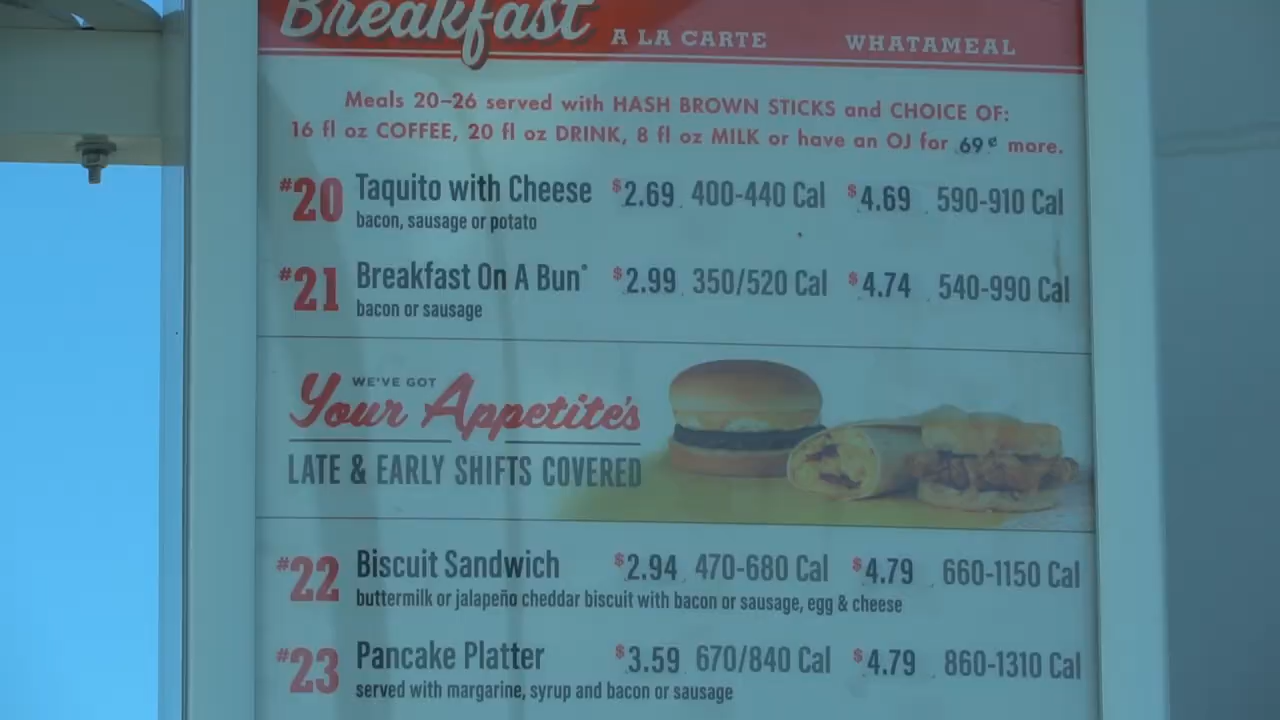 Breakfast A LA CARTE WHATAMEAL
Meals 20-26 served with HASH BROWN STICKS and CHOICE OF:
16 fl oz COFFEE, 20 fl oz DRINK, 8 fl oz MILK or have an OJ for .69¢ more.
#20 Taquito with Cheese $2.69 400-440 Cal $4.69 590-910 Cal
bacon, sausage or potato
#21 Breakfast On A Bun® $2.99 350/520 Cal $4.74 540-990 Cal
bacon or sausage
WE'VE GOT
Your Appetite's
LATE & EARLY SHIFTS COVERED
#22 Biscuit Sandwich $2.94 470-680 Cal $4.79 660-1150 Cal
buttermilk or jalapeño cheddar biscuit with bacon or sausage, egg & cheese
#23 Pancake Platter $3.59 670/840 Cal $4.79 860-1310 Cal
served with margarine, syrup and bacon or sausage